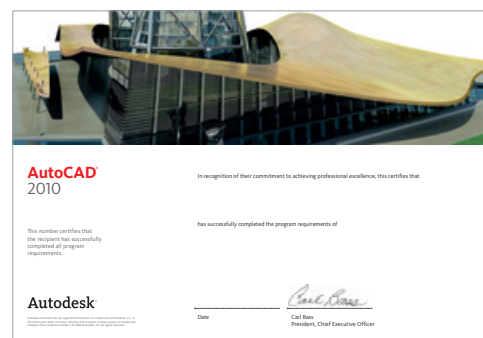 AutoCAD®
2010
In recognition of their commitment to achieving professional excellence, this certifies that
has successfully completed the program requirements of
This number certifies that
the recipient has successfully
completed all program
requirements.
Autodesk®
Carl Bass
Date
Carl Bass
President, Chief Executive Officer